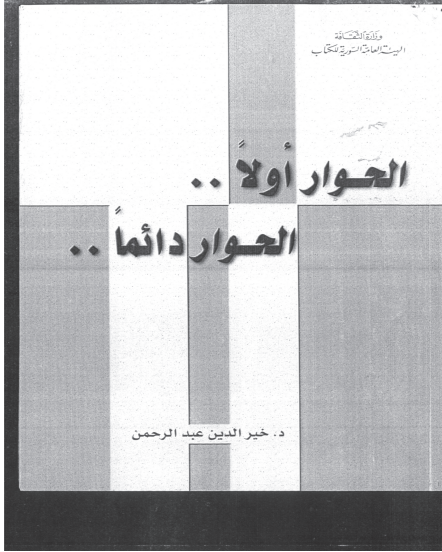 وزارة الثقافة
الهيئة العامة السورية للكتاب
الحوار أولاً ..
الحوار دائماً ..
د. خير الدين عبد الرحمن